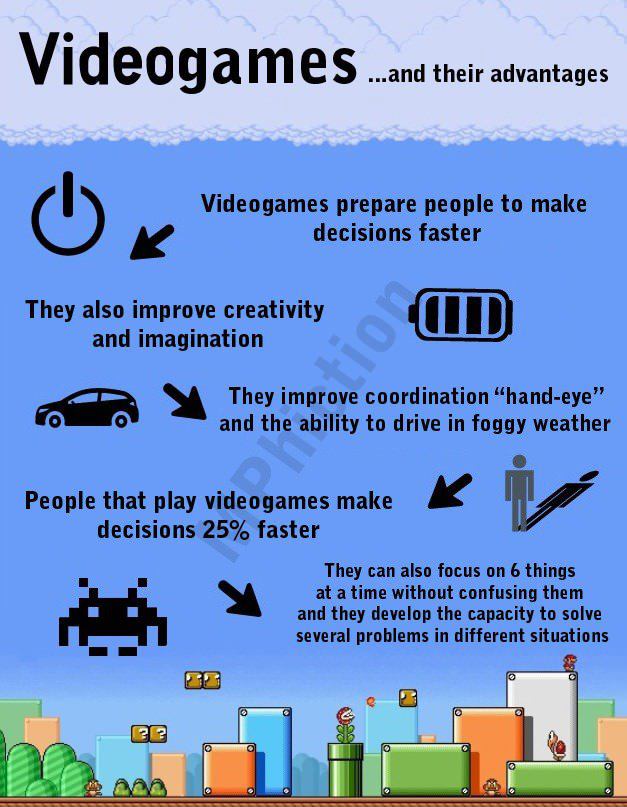 Videogames ...and their advantages
Videogames prepare people to make
decisions faster
They also improve creativity
and imagination
They improve coordination “hand-eye”
and the ability to drive in foggy weather
People that play videogames make
decisions 25% faster
They can also focus on 6 things
at a time without confusing them
and they develop the capacity to solve
several problems in different situations
MPhiction